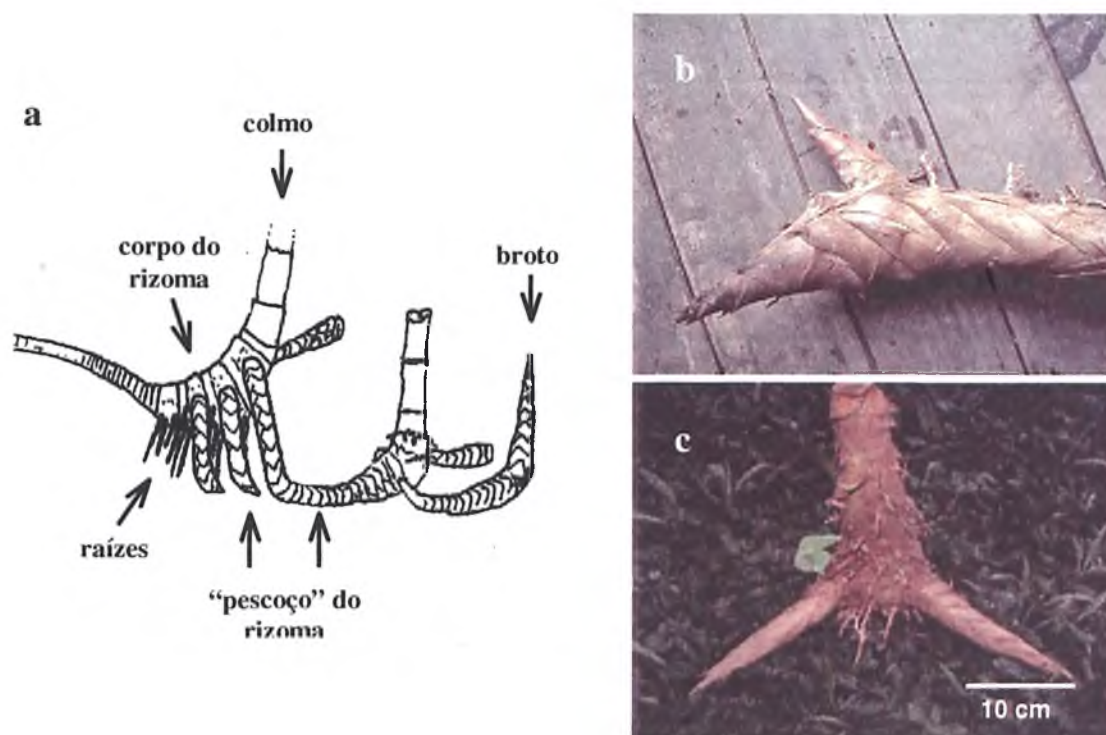 a
colmo
corpo do
rizoma
broto
raízes
“pescoço” do
rizoma
b
c
10 cm